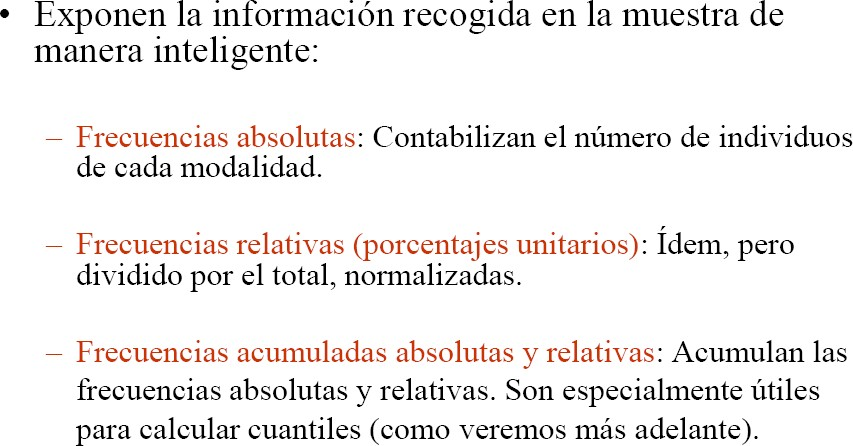 • Exponen la información recogida en la muestra de
manera inteligente:
– Frecuencias absolutas: Contabilizan el número de individuos
de cada modalidad.
– Frecuencias relativas (porcentajes unitarios): Ídem, pero
dividido por el total, normalizadas.
– Frecuencias acumuladas absolutas y relativas: Acumulan las
frecuencias absolutas y relativas. Son especialmente útiles
para calcular cuantiles (como veremos más adelante).